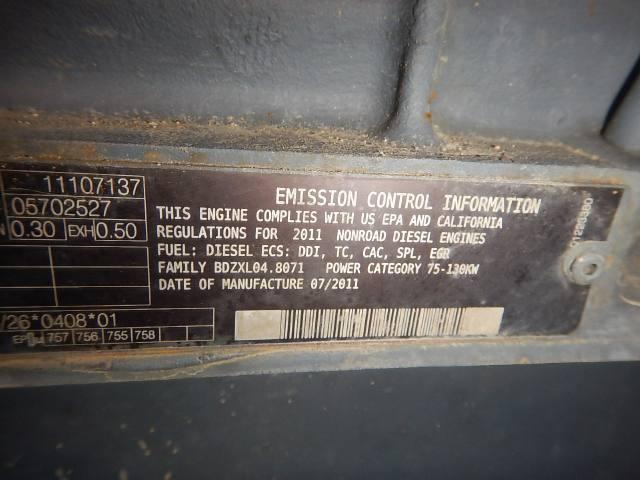 11107137
05702527
0.30 EXH 0.50
EMISSION CONTROL INFORMATION
THIS ENGINE COMPLIES WITH US EPA AND CALIFORNIA
REGULATIONS FOR 2011 NONROAD DIESEL ENGINES
FUEL: DIESEL ECS: DDI, TC, CAC, SPL, EGR
FAMILY BDZXL04.8071 POWER CATEGORY 75-130KW
DATE OF MANUFACTURE 07/2011
/26*0408*01
757 756 755 758